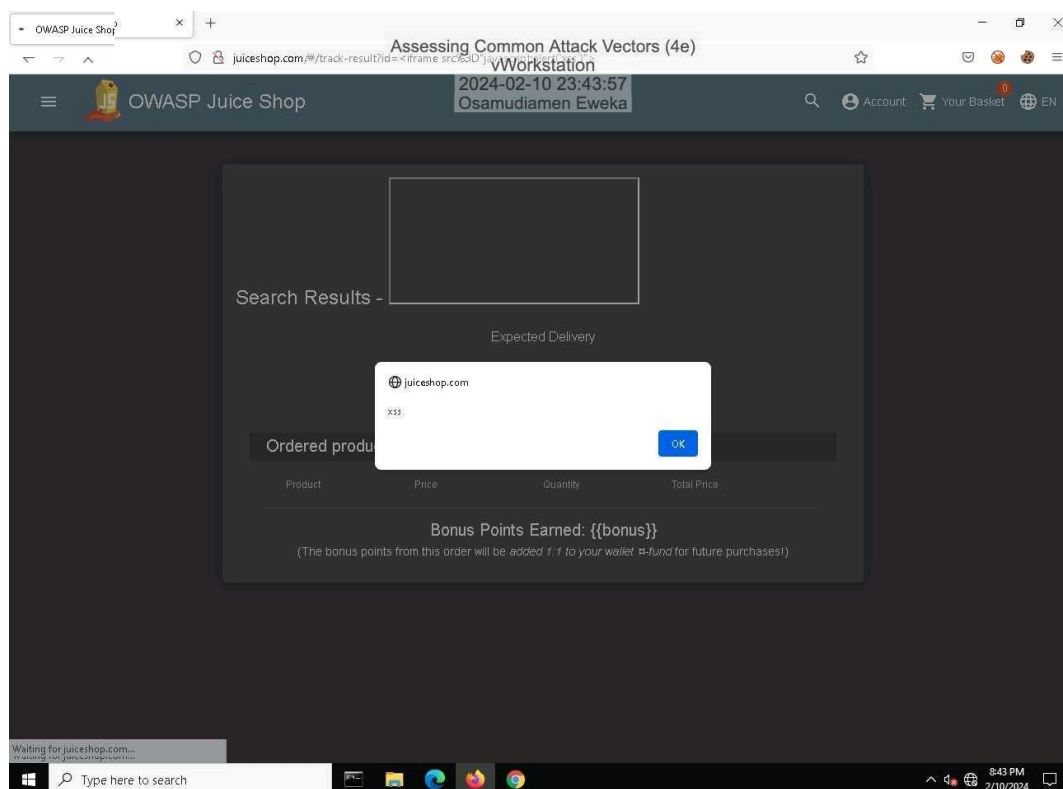 OWASP Juice Shop
Assessing Common Attack Vectors (4e)
juiceshop.com/#/track-result?id=<iframe src%3D"
vWorkstation
2024-02-10 23:43:57
Osamudiamen Eweka
OWASP Juice Shop
0
Account
Your Basket
EN
Search Results -
Expected Delivery
juiceshop.com
xss
OK
Ordered produ
Product Price Quantity Total Price
Bonus Points Earned: {{bonus}}
(The bonus points from this order will be added 1:1 to your wallet ¤-fund for future purchases!)
Waiting for juiceshop.com...
Type here to search
8:43 PM
2/10/2024